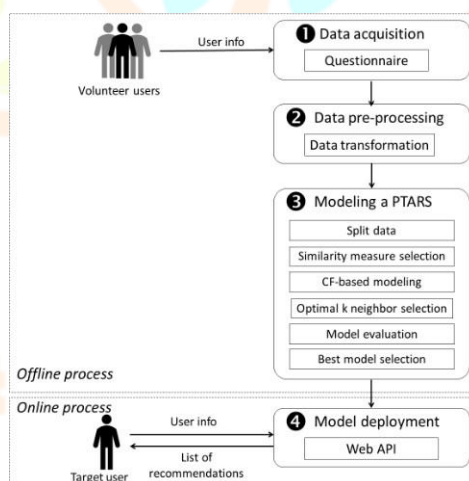 ❶ Data acquisition
User info
Questionnaire
Volunteer users
❷ Data pre-processing
Data transformation
❸ Modeling a PTARS
Split data
Similarity measure selection
CF-based modeling
Optimal k neighbor selection
Model evaluation
Best model selection
Offline process
Online process
❹ Model deployment
User info
Web API
List of
recommendations
Target user